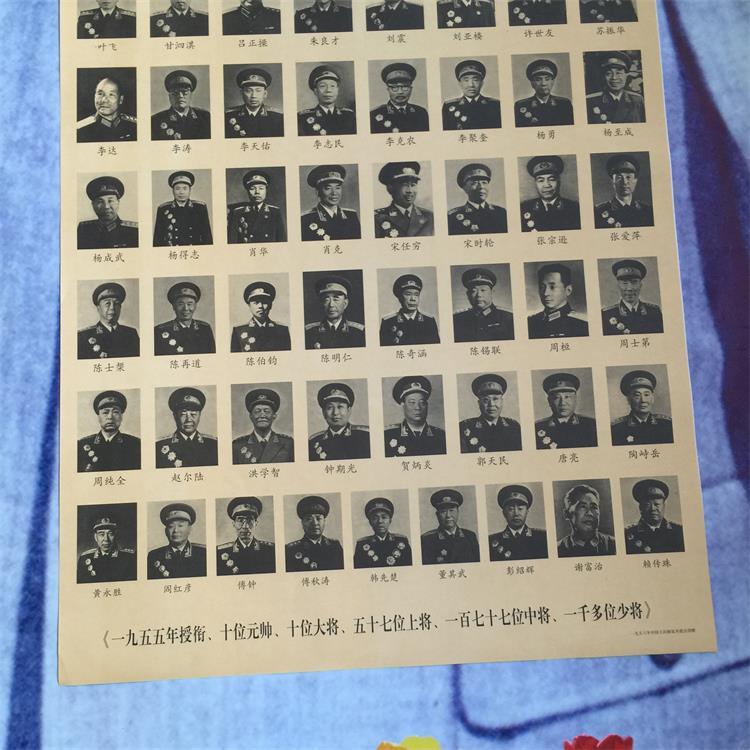 叶飞 甘泗淇 吕正操 朱良才 刘震 刘亚楼 许世友 苏振华
李达 李涛 李天佑 李志民 李克农 李聚奎 杨勇 杨至成
杨成武 杨得志 肖华 肖克 宋任穷 宋时轮 张宗逊 张爱萍
陈士榘 陈再道 陈伯钧 陈明仁 陈奇涵 陈锡联 周桓 周士第
周纯全 赵尔陆 洪学智 钟期光 贺炳炎 郭天民 唐亮 陶峙岳
黄永胜 阎红彦 傅钟 傅秋涛 韩先楚 董其武 彭绍辉 谢富治 赖传珠
《一九五五年授衔、十位元帅、十位大将、五十七位上将、一百七十七位中将、一千多位少将》